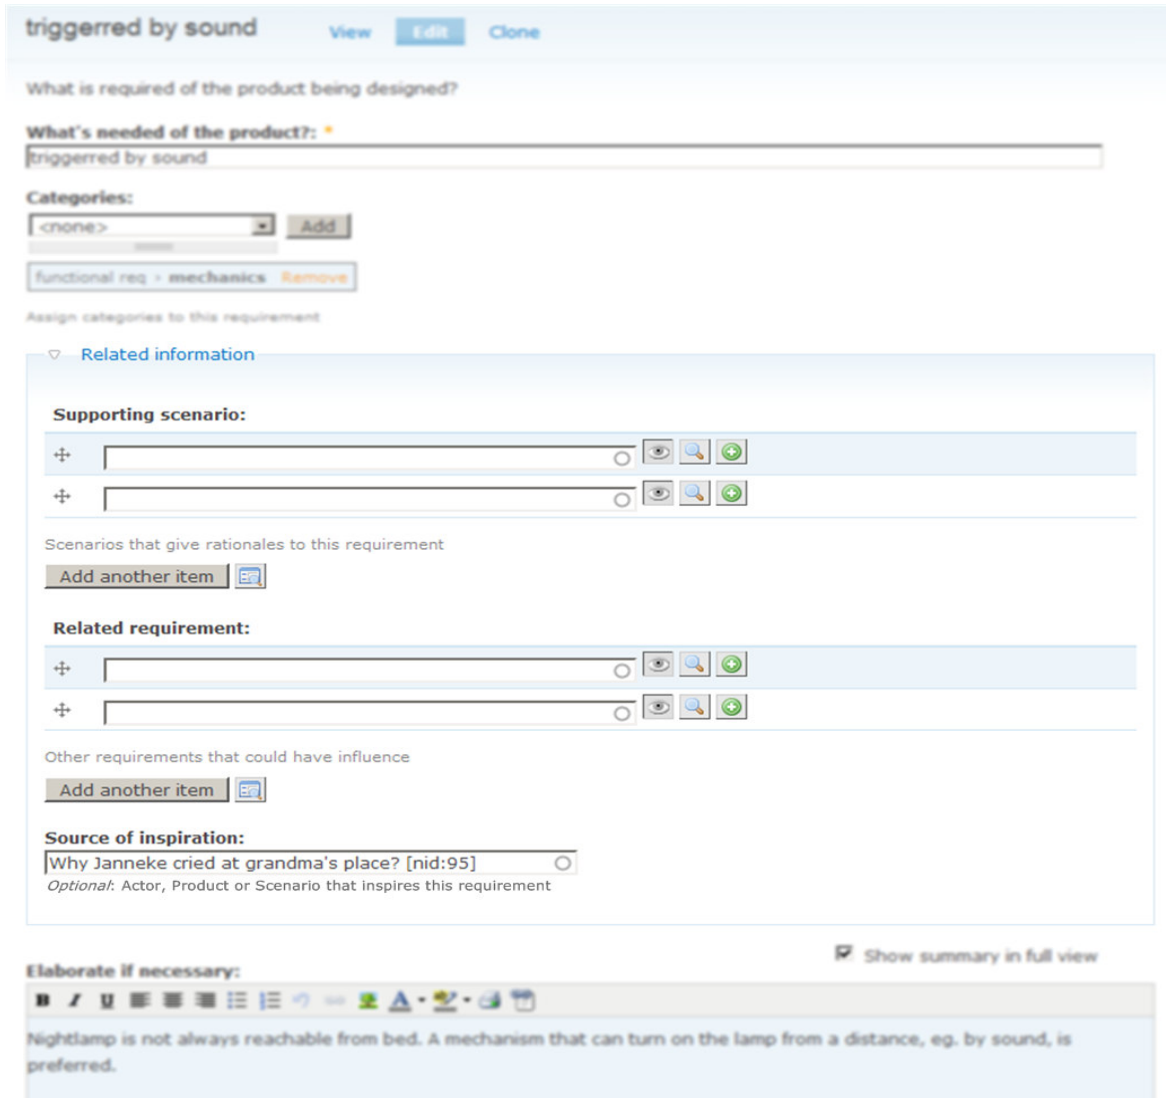 triggerred by sound View Edit Clone
What is required of the product being designed?
What's needed of the product?: *
triggerred by sound
Categories:
<none> Add
functional req › mechanics Remove
Assign categories to this requirement
Related information
Supporting scenario:
Scenarios that give rationales to this requirement
Add another item
Related requirement:
Other requirements that could have influence
Add another item
Source of inspiration:
Why Janneke cried at grandma's place? [nid:95]
Optional: Actor, Product or Scenario that inspires this requirement
Show summary in full view
Elaborate if necessary:
B I U A
Nightlamp is not always reachable from bed. A mechanism that can turn on the lamp from a distance, eg. by sound, is
preferred.